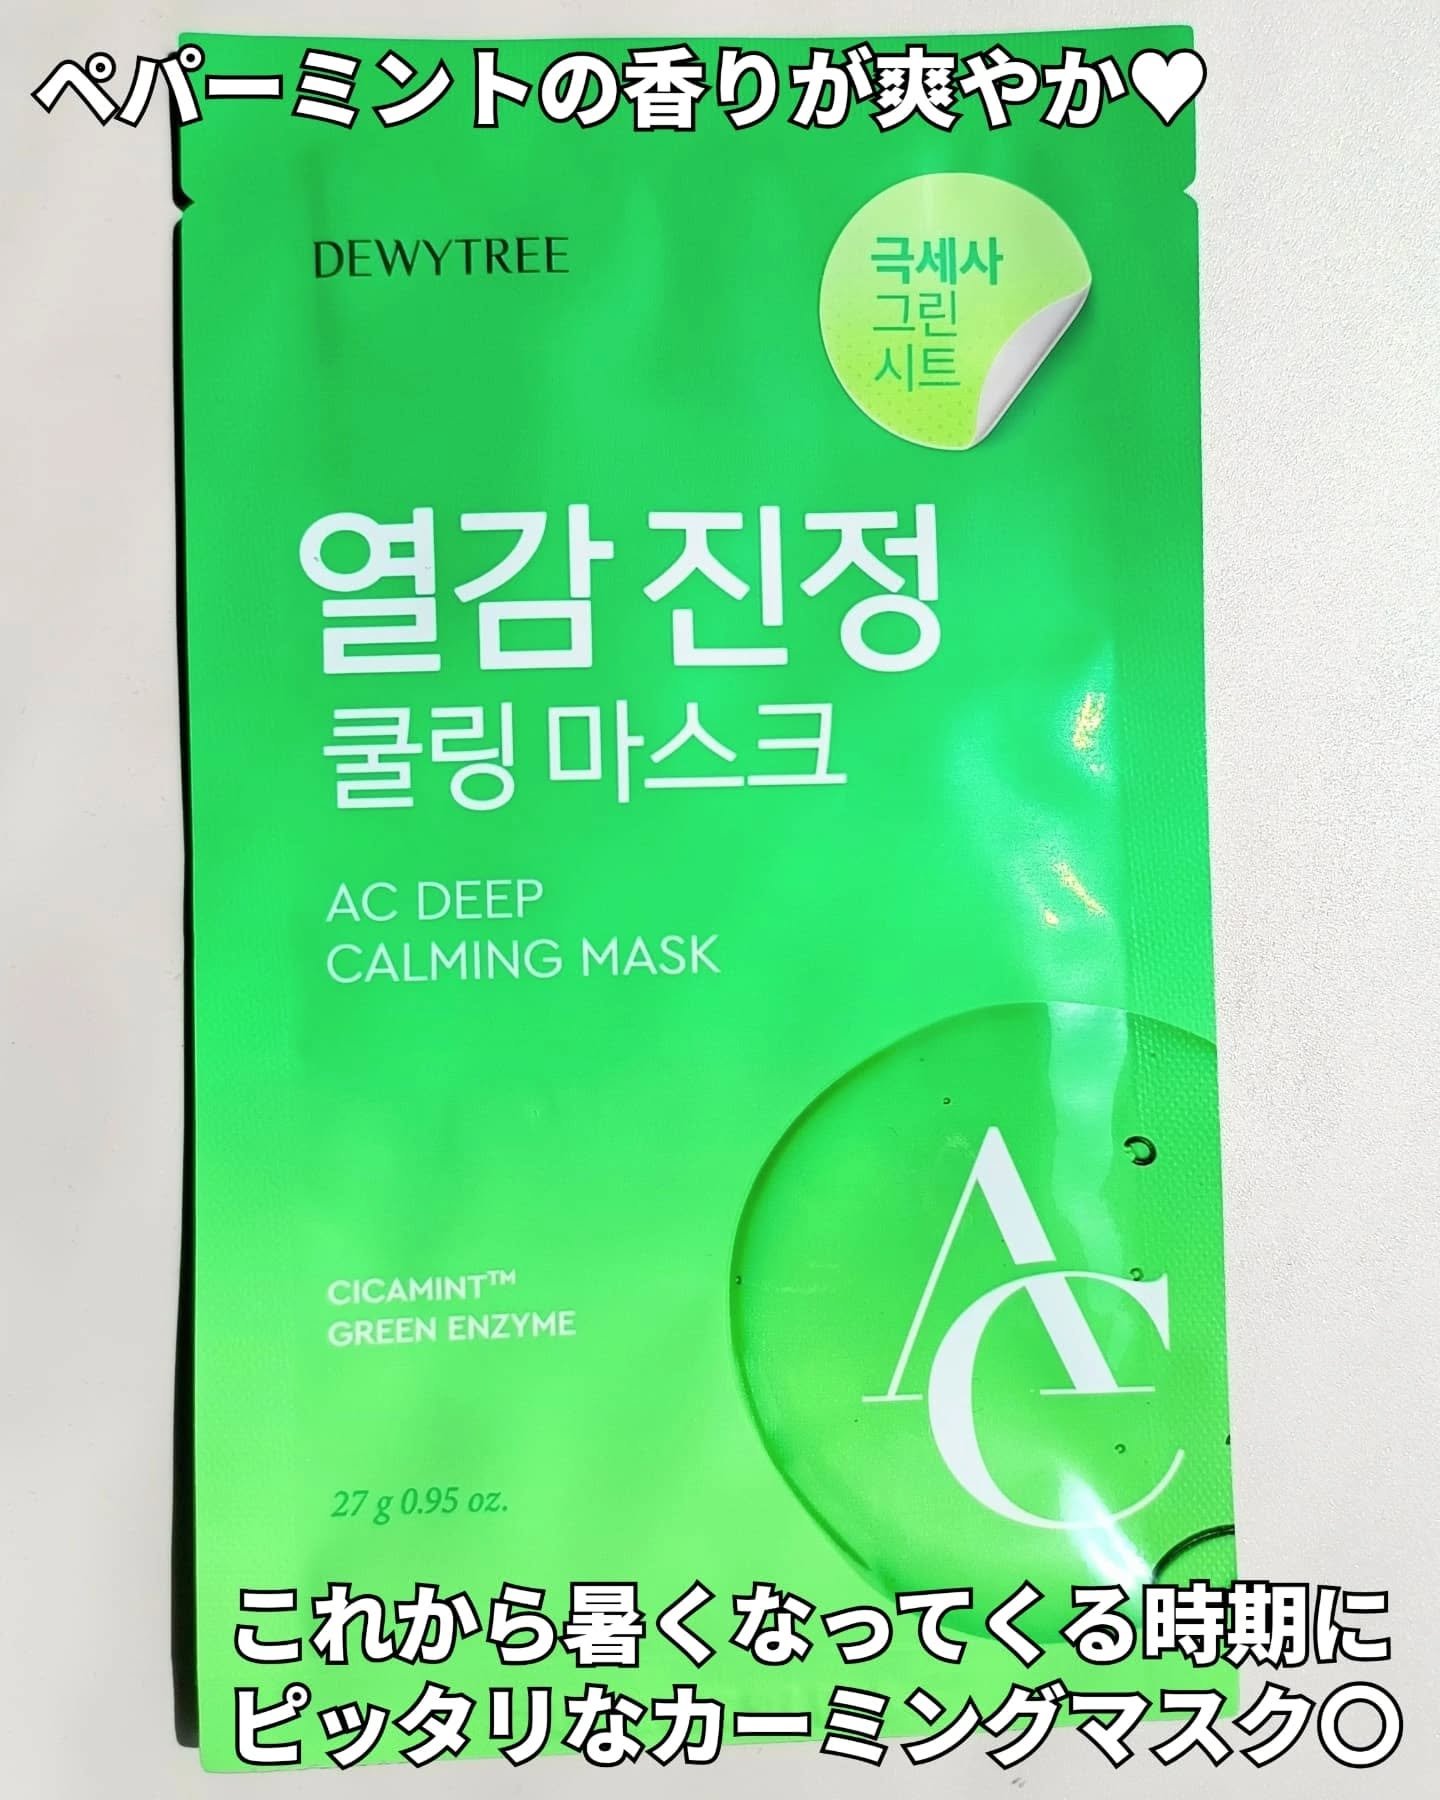 ペパーミントの香りが爽やか♥
DEWYTREE
극세사
그린
시트
열감 진정
쿨링 마스크
AC DEEP
CALMING MASK
AC
CICAMINT™
GREEN ENZYME
27 g 0.95 oz.
これから暑くなってくる時期に
ピッタリなカーミングマスク〇